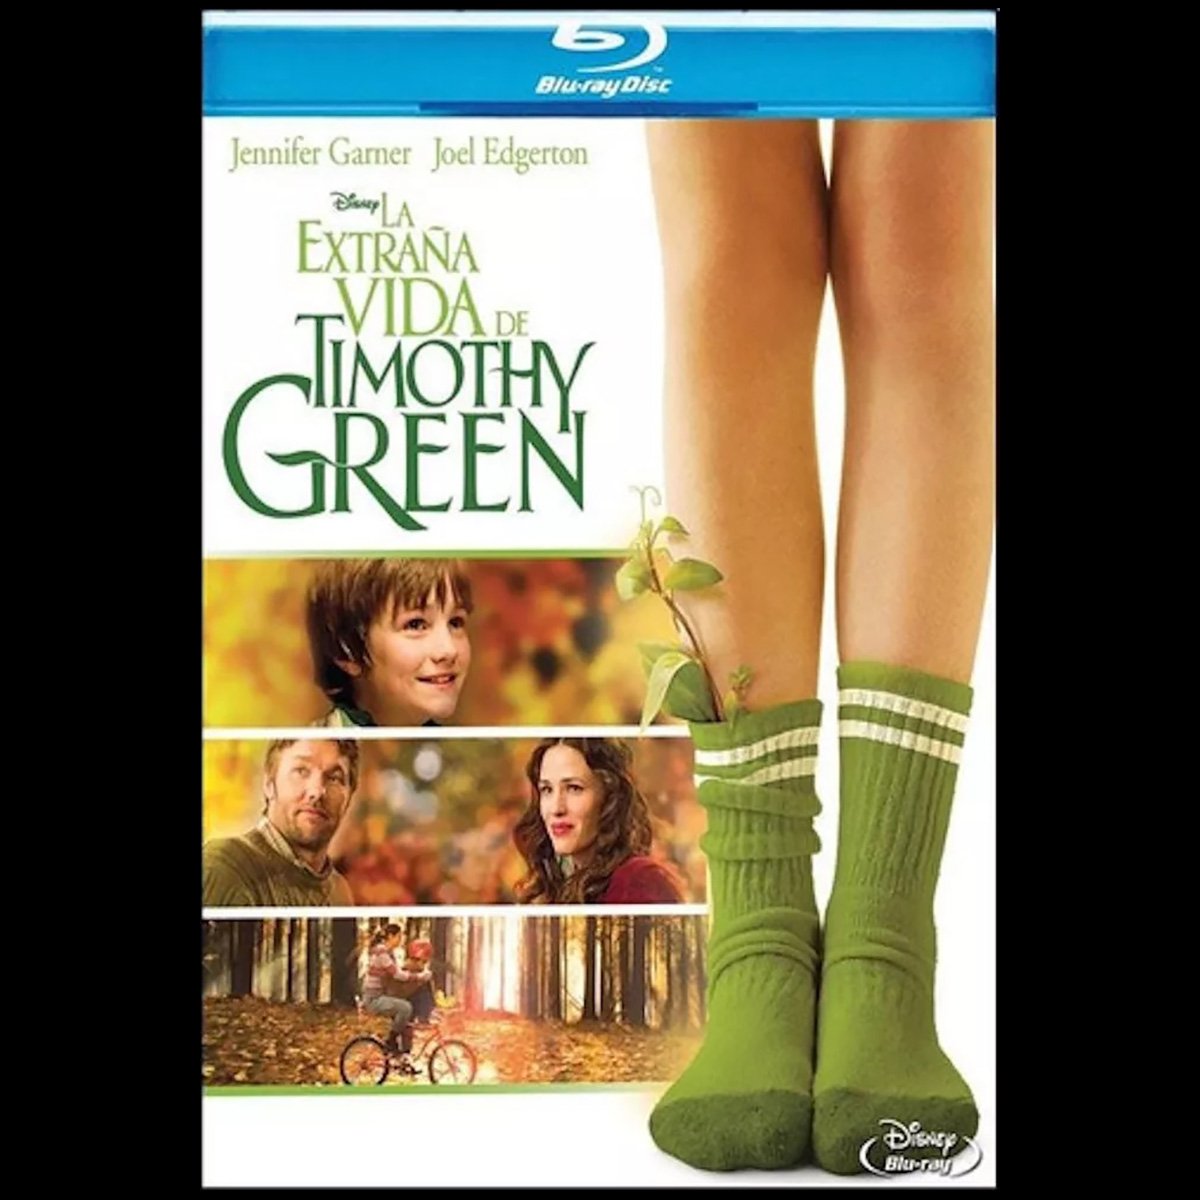 Blu-ray Disc
Jennifer Garner Joel Edgerton
Disney LA
EXTRAÑA
VIDA DE
TIMOTHY
GREEN
Disney
Blu-ray